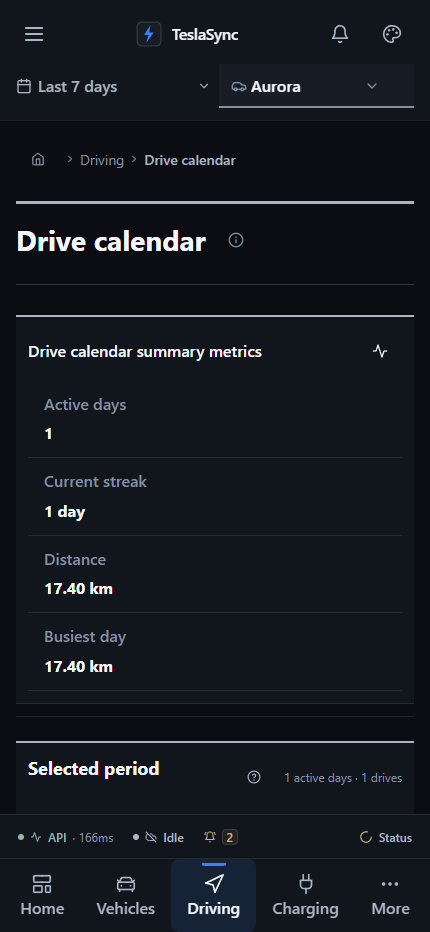 TeslaSync
Last 7 days
Aurora
Driving
Drive calendar
Drive calendar
Drive calendar summary metrics
Active days
1
Current streak
1 day
Distance
17.40 km
Busiest day
17.40 km
Selected period
1 active days · 1 drives
API · 166ms
Idle
2
Status
Home
Vehicles
Driving
Charging
More